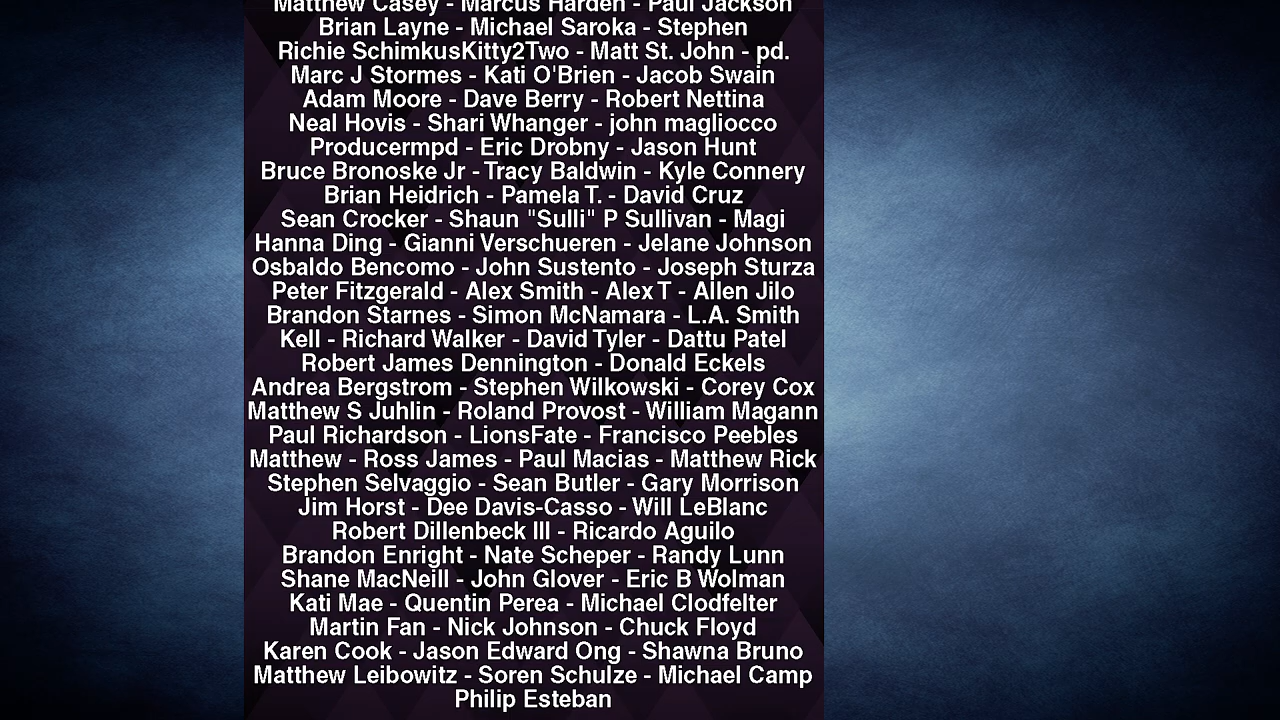 Matthew Casey - Marcus Harden - Paul Jackson
Brian Layne - Michael Saroka - Stephen
Richie SchimkusKitty2Two - Matt St. John - pd.
Marc J Stormes - Kati O'Brien - Jacob Swain
Adam Moore - Dave Berry - Robert Nettina
Neal Hovis - Shari Whanger - john magliocco
Producermpd - Eric Drobny - Jason Hunt
Bruce Bronoske Jr - Tracy Baldwin - Kyle Connery
Brian Heidrich - Pamela T. - David Cruz
Sean Crocker - Shaun "Sulli" P Sullivan - Magi
Hanna Ding - Gianni Verschueren - Jelane Johnson
Osbaldo Bencomo - John Sustento - Joseph Sturza
Peter Fitzgerald - Alex Smith - Alex T - Allen Jilo
Brandon Starnes - Simon McNamara - L.A. Smith
Kell - Richard Walker - David Tyler - Dattu Patel
Robert James Dennington - Donald Eckels
Andrea Bergstrom - Stephen Wilkowski - Corey Cox
Matthew S Juhlin - Roland Provost - William Magann
Paul Richardson - LionsFate - Francisco Peebles
Matthew - Ross James - Paul Macias - Matthew Rick
Stephen Selvaggio - Sean Butler - Gary Morrison
Jim Horst - Dee Davis-Casso - Will LeBlanc
Robert Dillenbeck III - Ricardo Aguilo
Brandon Enright - Nate Scheper - Randy Lunn
Shane MacNeill - John Glover - Eric B Wolman
Kati Mae - Quentin Perea - Michael Clodfelter
Martin Fan - Nick Johnson - Chuck Floyd
Karen Cook - Jason Edward Ong - Shawna Bruno
Matthew Leibowitz - Soren Schulze - Michael Camp
Philip Esteban